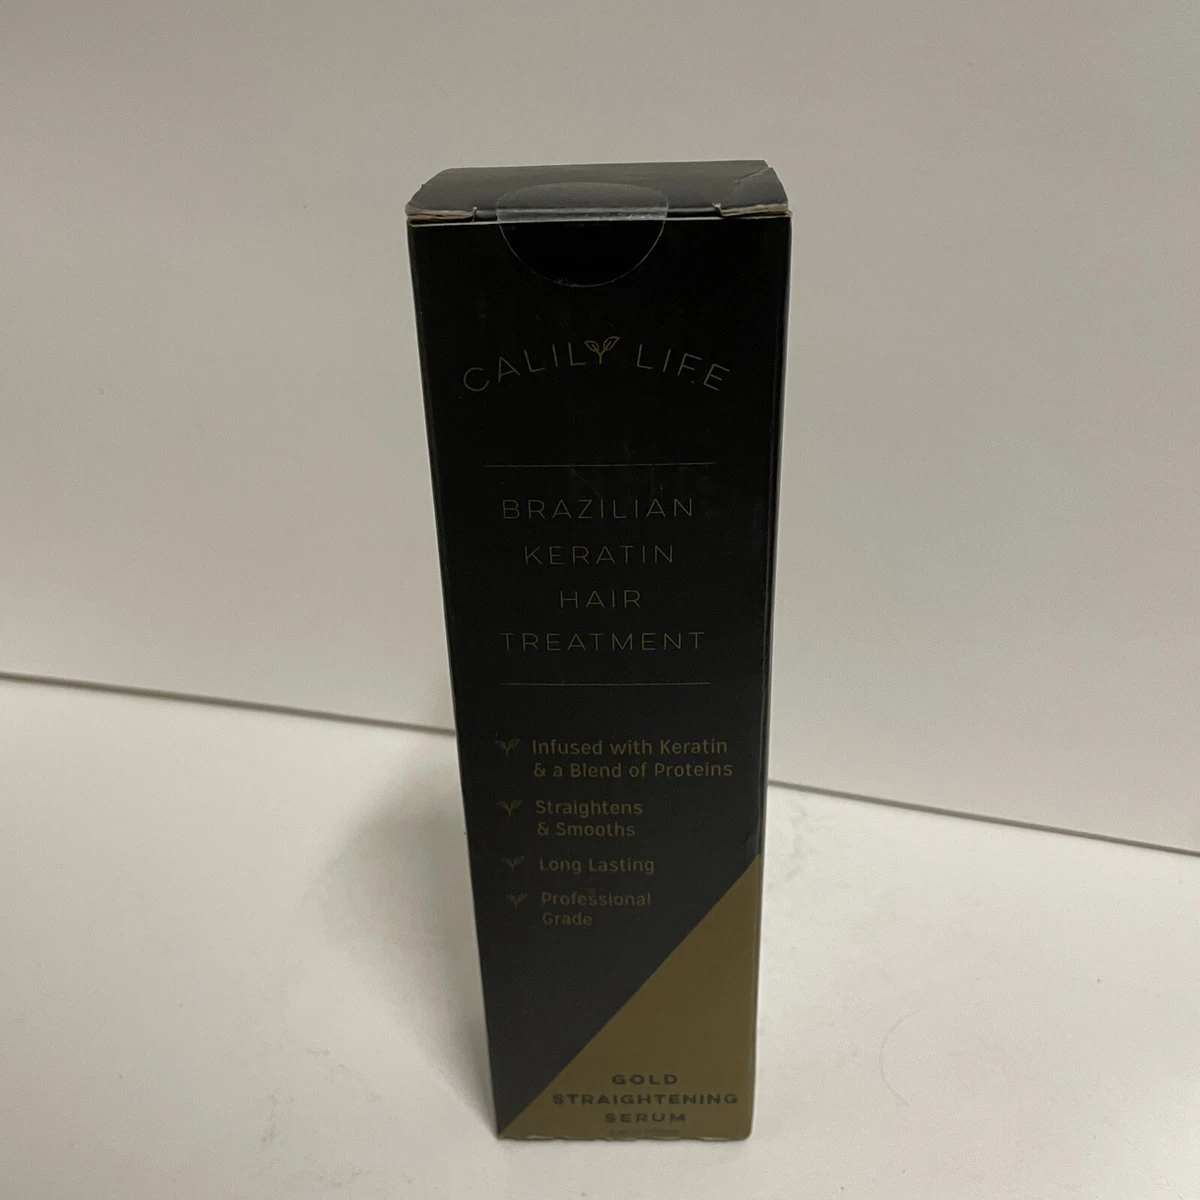 CALILY LIFE
BRAZILIAN
KERATIN
HAIR
TREATMENT
Infused with Keratin
& a Blend of Proteins
Straightens
& Smooths
Long Lasting
Professional
Grade
GOLD
STRAIGHTENING
SERUM